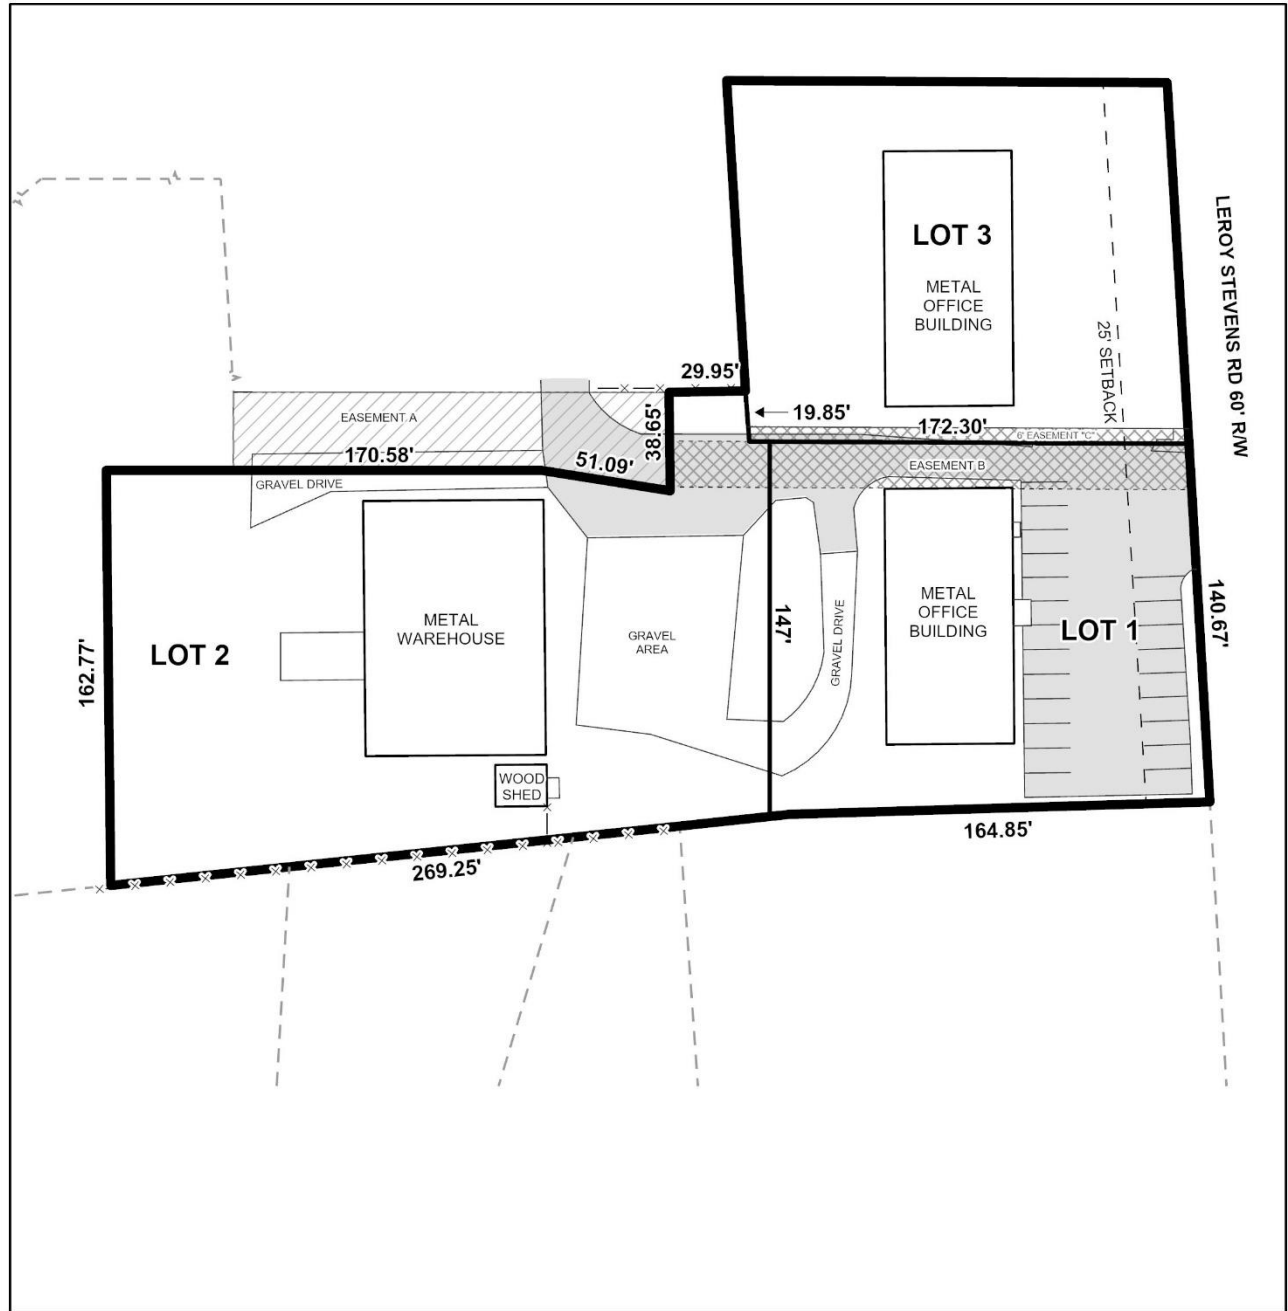 LOT 3
METAL
OFFICE
BUILDING
LEROY STEVENS RD 60' R/W
25' SETBACK
29.95'
19.85'
38.65'
172.30'
6' EASEMENT "C"
EASEMENT A
170.58'
51.09'
EASEMENT B
GRAVEL DRIVE
METAL
WAREHOUSE
LOT 2
162.77'
GRAVEL
AREA
147'
GRAVEL DRIVE
METAL
OFFICE
BUILDING
LOT 1
140.67'
WOOD
SHED
269.25'
164.85'